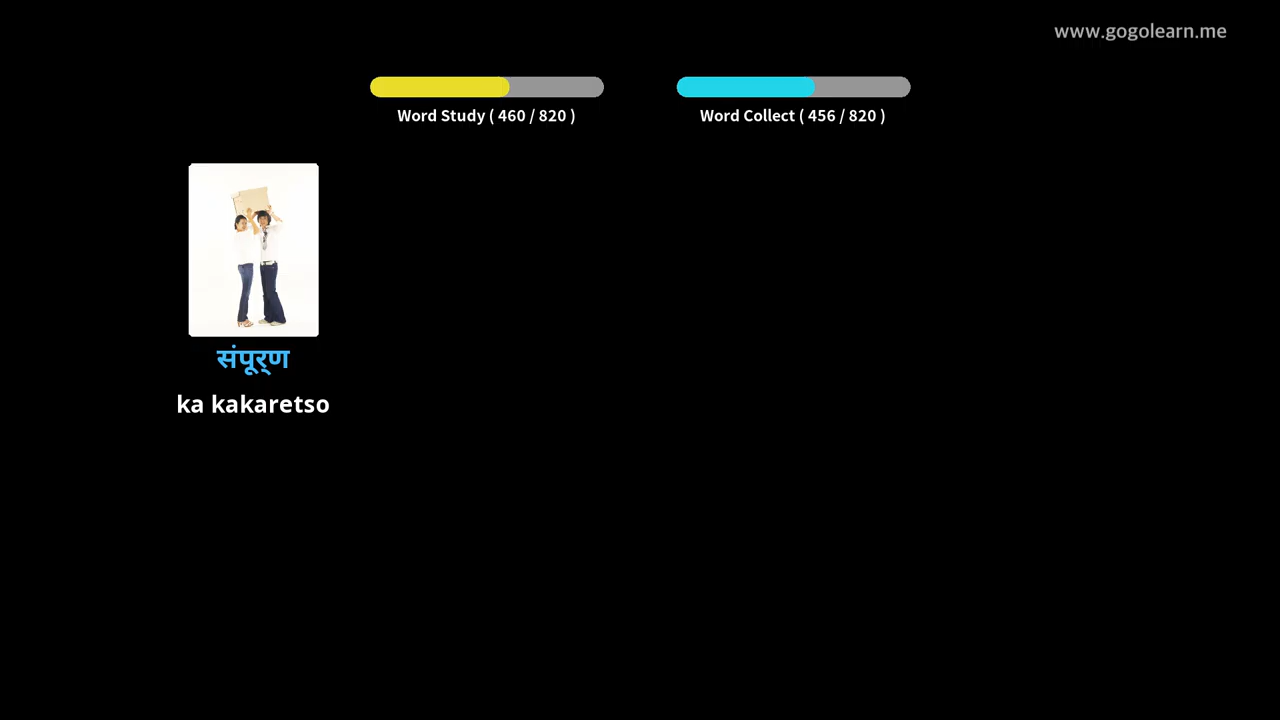 www.gogolearn.me
Word Study ( 460 / 820 )
Word Collect ( 456 / 820 )
संपूर्ण
ka kakaretso